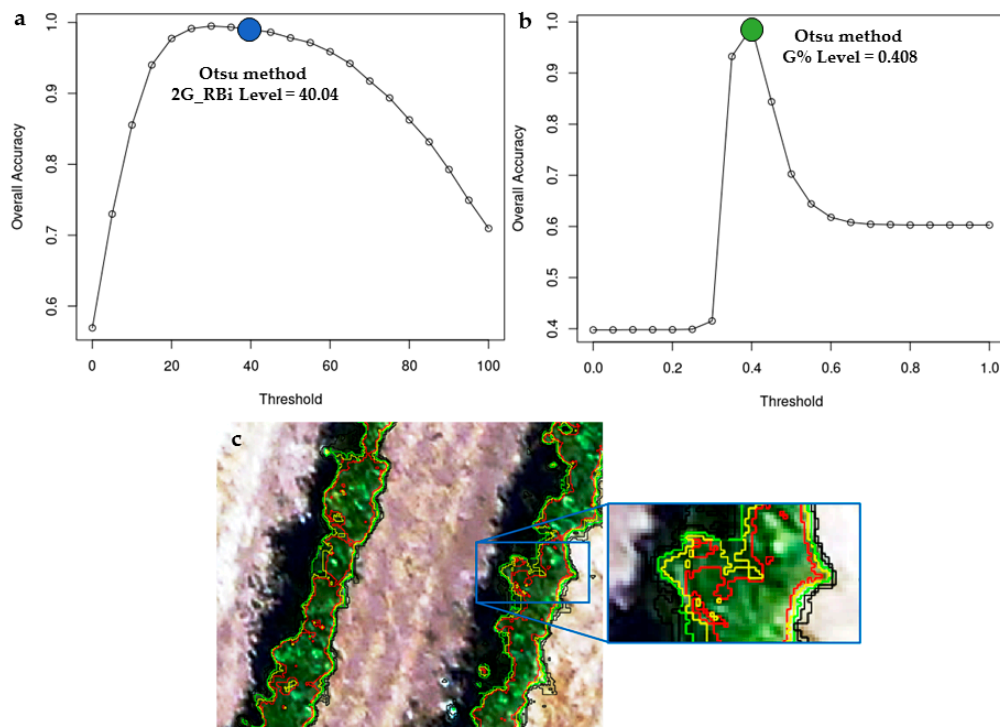 a
Overall Accuracy
1.0
0.9
0.8
0.7
0.6
Otsu method
2G_RBi Level = 40.04
0 20 40 60 80 100
Threshold
b
Overall Accuracy
1.0
0.9
0.8
0.7
0.6
0.5
0.4
Otsu method
G% Level = 0.408
0.0 0.2 0.4 0.6 0.8 1.0
Threshold
c